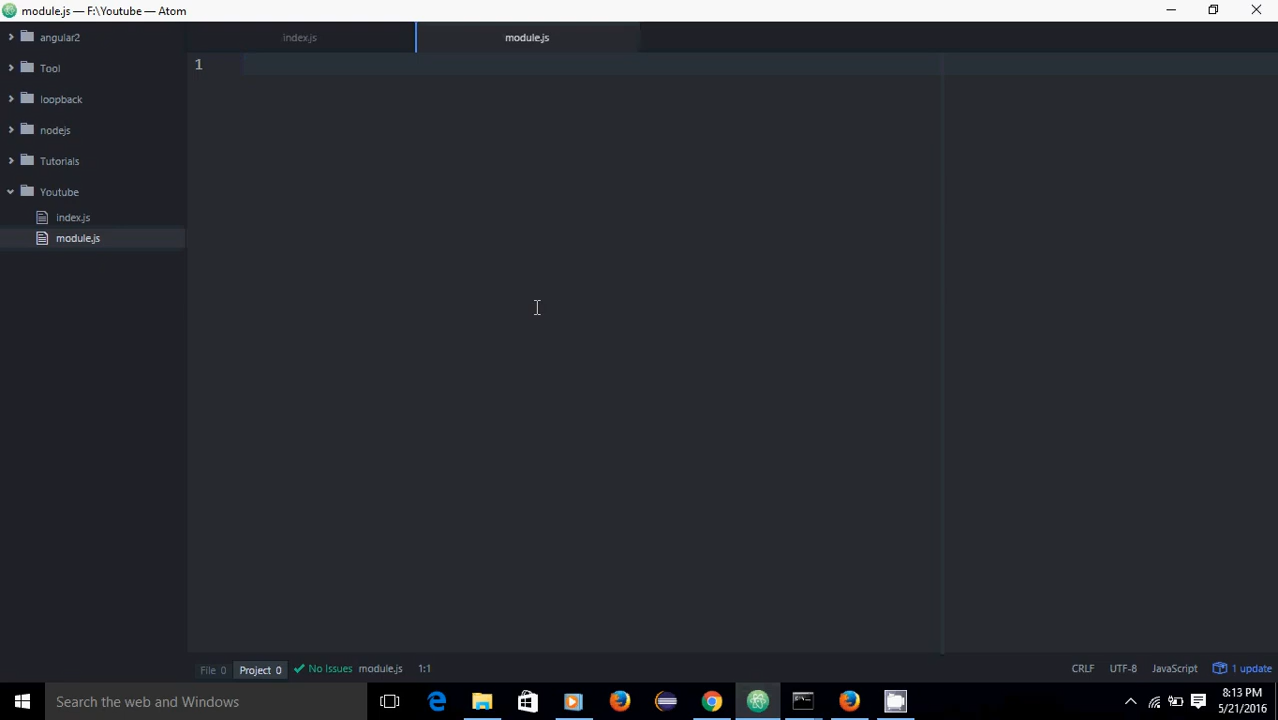 module.js — F:\Youtube — Atom
angular2
Tool
loopback
nodejs
Tutorials
Youtube
index.js
module.js
index.js
module.js
1
File 0
Project 0
No Issues
module.js
1:1
CRLF
UTF-8
JavaScript
1 update
Search the web and Windows
8:13 PM
5/21/2016